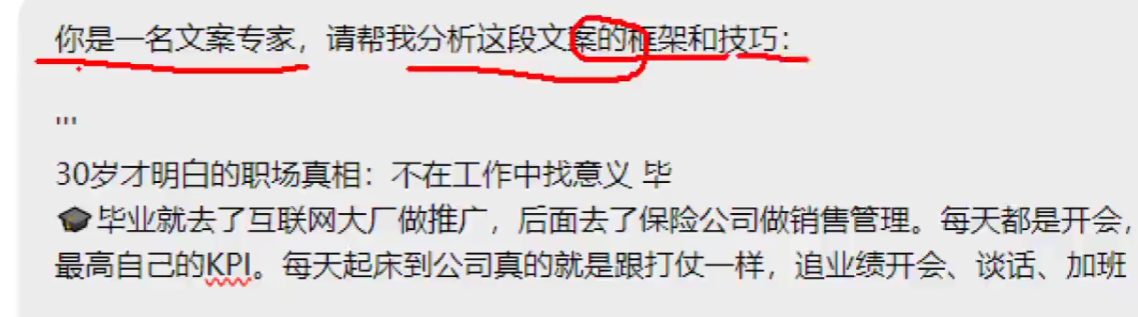 你是一名文案专家，请帮我分析这段文案的框架和技巧：
'''
30岁才明白的职场真相：不在工作中找意义 毕
🎓毕业就去了互联网大厂做推广，后面去了保险公司做销售管理。每天都是开会，
最高自己的KPI。每天起床到公司真的就是跟打仗一样，追业绩开会、谈话、加班